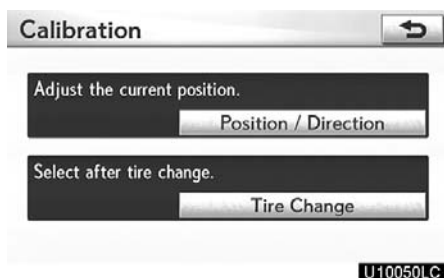 Calibration
Adjust the current position.
Position / Direction
Select after tire change.
Tire Change
U10050LC